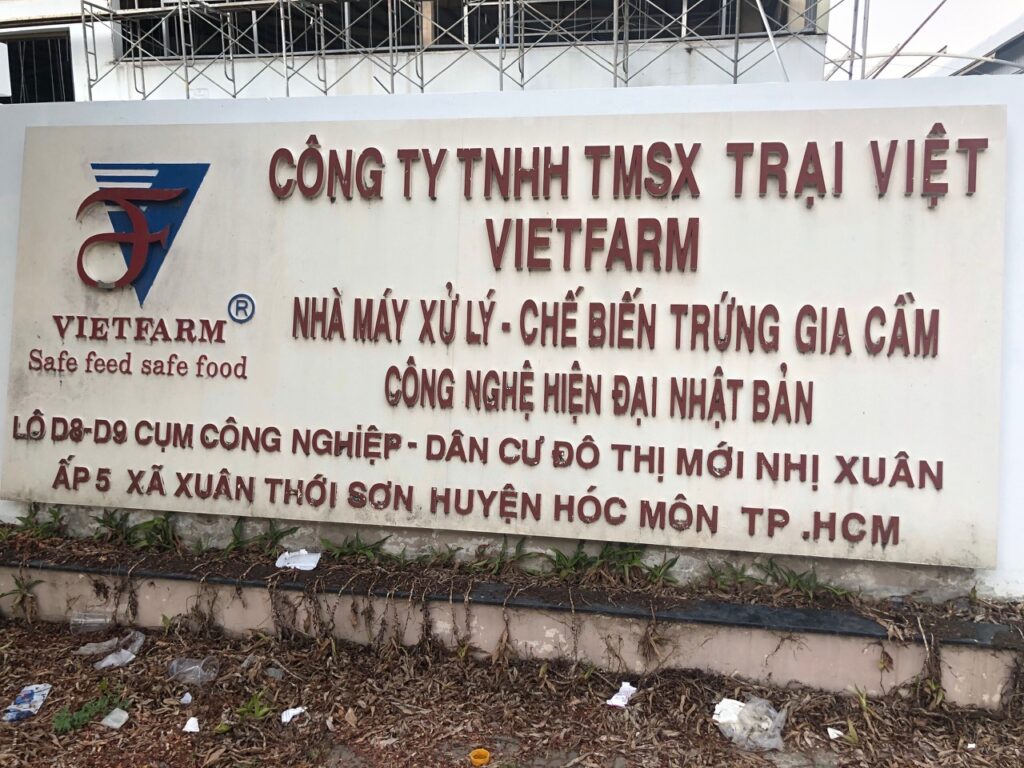 CÔNG TY TNHH TMSX TRẠI VIỆT
VIETFARM
NHÀ MÁY XỬ LÝ - CHẾ BIẾN TRỨNG GIA CẦM
CÔNG NGHỆ HIỆN ĐẠI NHẬT BẢN
LÔ D8-D9 CỤM CÔNG NGHIỆP - DÂN CƯ ĐÔ THỊ MỚI NHỊ XUÂN
ẤP 5 XÃ XUÂN THỚI SƠN HUYỆN HÓC MÔN TP.HCM
F
VIETFARM ®
Safe feed safe food